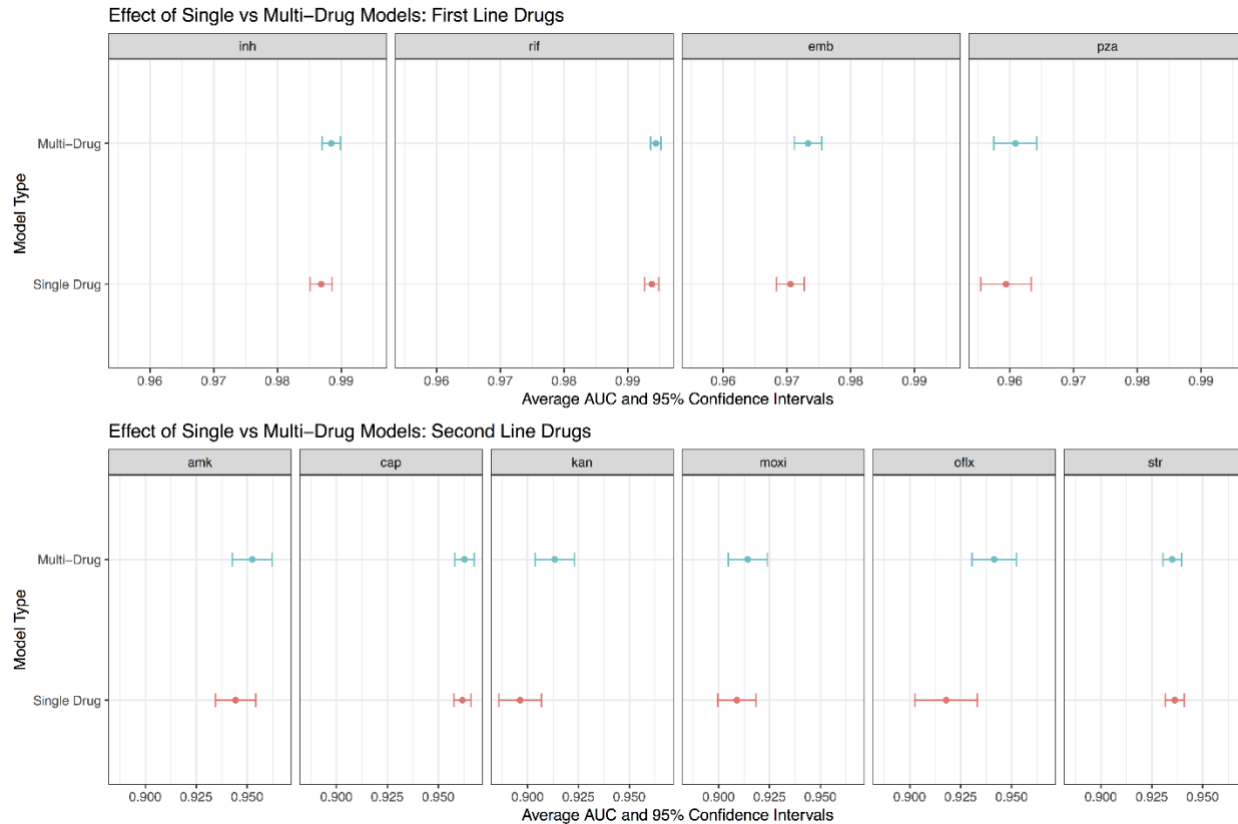 Effect of Single vs Multi−Drug Models: First Line Drugs
inh rif emb pza
Multi−Drug
Model Type
Single Drug
0.96 0.97 0.98 0.99 0.96 0.97 0.98 0.99 0.96 0.97 0.98 0.99 0.96 0.97 0.98 0.99
Average AUC and 95% Confidence Intervals
Effect of Single vs Multi−Drug Models: Second Line Drugs
amk cap kan moxi oflx str
Multi−Drug
Model Type
Single Drug
0.900 0.925 0.950 0.900 0.925 0.950 0.900 0.925 0.950 0.900 0.925 0.950 0.900 0.925 0.950 0.900 0.925 0.950
Average AUC and 95% Confidence Intervals